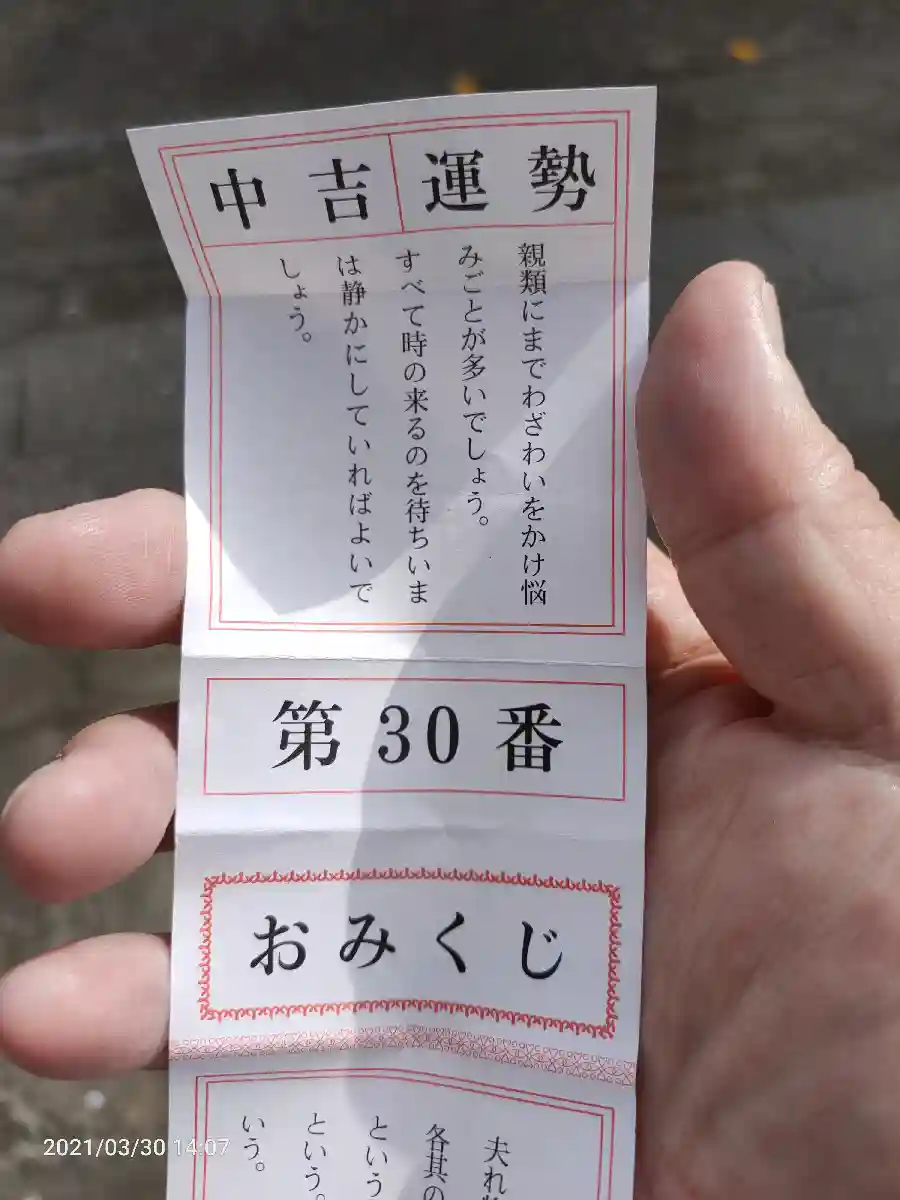 中吉運勢
親類にまでわざわいをかけ悩
みごとが多いでしょう。
すべて時の来るのを待ちいま
は静かにしていればよいで
しょう。
第30番
おみくじ
夫れ
各其の
という
という。
いう。
2021/03/30 14:07